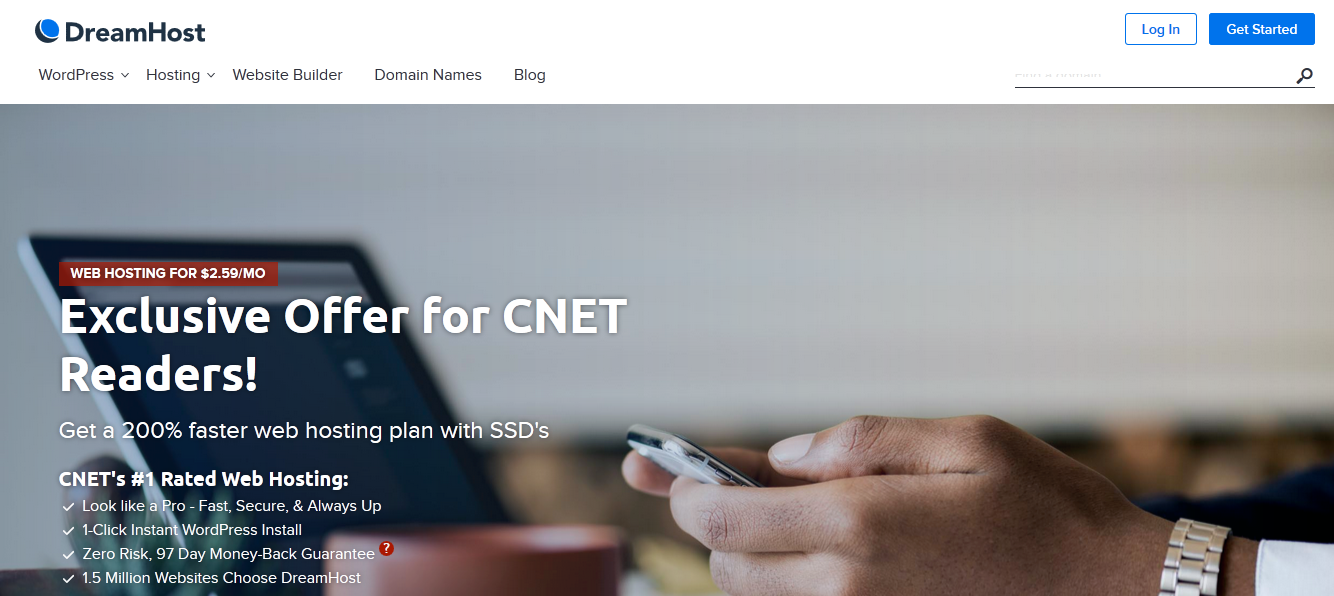 DreamHost
Log In
Get Started
WordPress
Hosting
Website Builder
Domain Names
Blog
WEB HOSTING FOR $2.59/MO
Exclusive Offer for CNET
Readers!
Get a 200% faster web hosting plan with SSD's
CNET's #1 Rated Web Hosting:
Look like a Pro - Fast, Secure, & Always Up
1-Click Instant WordPress Install
Zero Risk, 97 Day Money-Back Guarantee ?
1.5 Million Websites Choose DreamHost